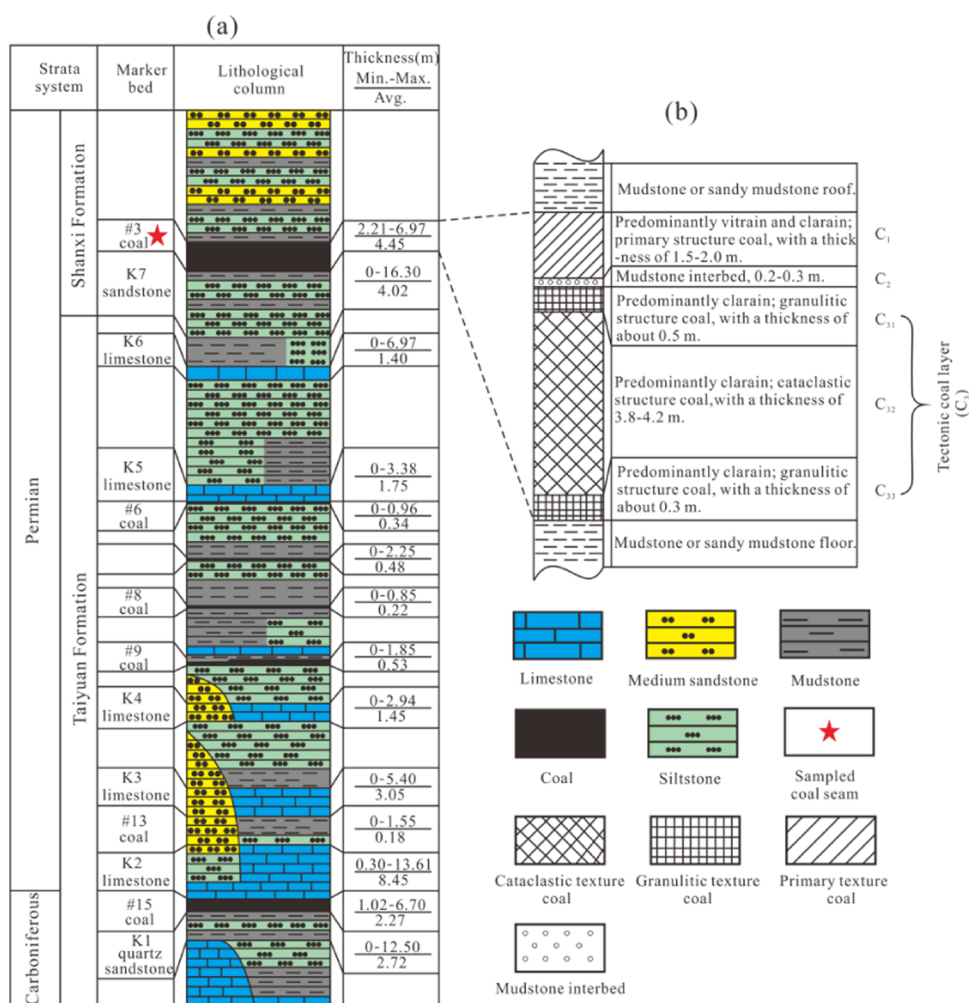 (a)
Strata
system
Marker
bed
Lithological
column
Thickness(m)
Min.-Max.
Avg.
Permian
Carboniferous
Shanxi Formation
Taiyuan Formation
#3
coal
2.21-6.97
4.45
K7
sandstone
0-16.30
4.02
K6
limestone
0-6.97
1.40
K5
limestone
0-3.38
1.75
#6
coal
0-0.96
0.34
0-2.25
0.48
#8
coal
0-0.85
0.22
#9
coal
0-1.85
0.53
K4
limestone
0-2.94
1.45
K3
limestone
0-5.40
3.05
#13
coal
0-1.55
0.18
K2
limestone
0.30-13.61
8.45
#15
coal
1.02-6.70
2.27
K1
quartz
sandstone
0-12.50
2.72
(b)
Mudstone or sandy mudstone roof.
Predominantly vitrain and clarain;
primary structure coal, with a thick
-ness of 1.5-2.0 m.
C1
Mudstone interbed, 0.2-0.3 m.
C2
Predominantly clarain; granulitic
structure coal, with a thickness of
about 0.5 m.
C31
Predominantly clarain; cataclastic
structure coal,with a thickness of
3.8-4.2 m.
C32
Predominantly clarain; granulitic
structure coal, with a thickness of
about 0.3 m.
C33
Mudstone or sandy mudstone floor.
Tectonic coal layer
(C3)
Limestone
Medium sandstone
Mudstone
Coal
Siltstone
Sampled
coal seam
Cataclastic texture
coal
Granulitic texture
coal
Primary texture
coal
Mudstone interbed